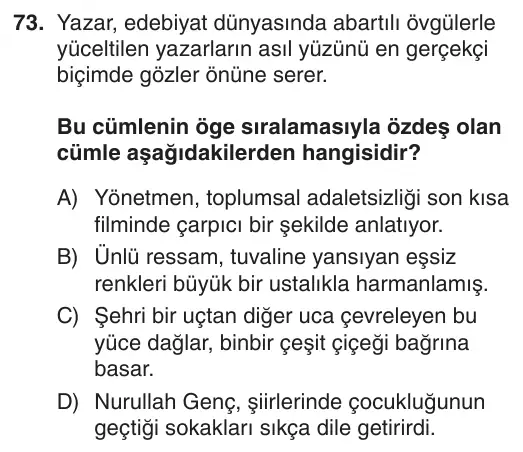 73. Yazar, edebiyat dünyasında abartılı övgülerle
yüceltilen yazarların asıl yüzünü en gerçekçi
biçimde gözler önüne serer.
Bu cümlenin öge sıralamasıyla özdeş olan
cümle aşağıdakilerden hangisidir?
A) Yönetmen, toplumsal adaletsizliği son kısa
filminde çarpıcı bir şekilde anlatıyor.
B) Ünlü ressam, tuvaline yansıyan eşsiz
renkleri büyük bir ustalıkla harmanlamış.
C) Şehri bir uçtan diğer uca çevreleyen bu
yüce dağlar, binbir çeşit çiçeği bağrına
basar.
D) Nurullah Genç, şiirlerinde çocukluğunun
geçtiği sokakları sıkça dile getirirdi.